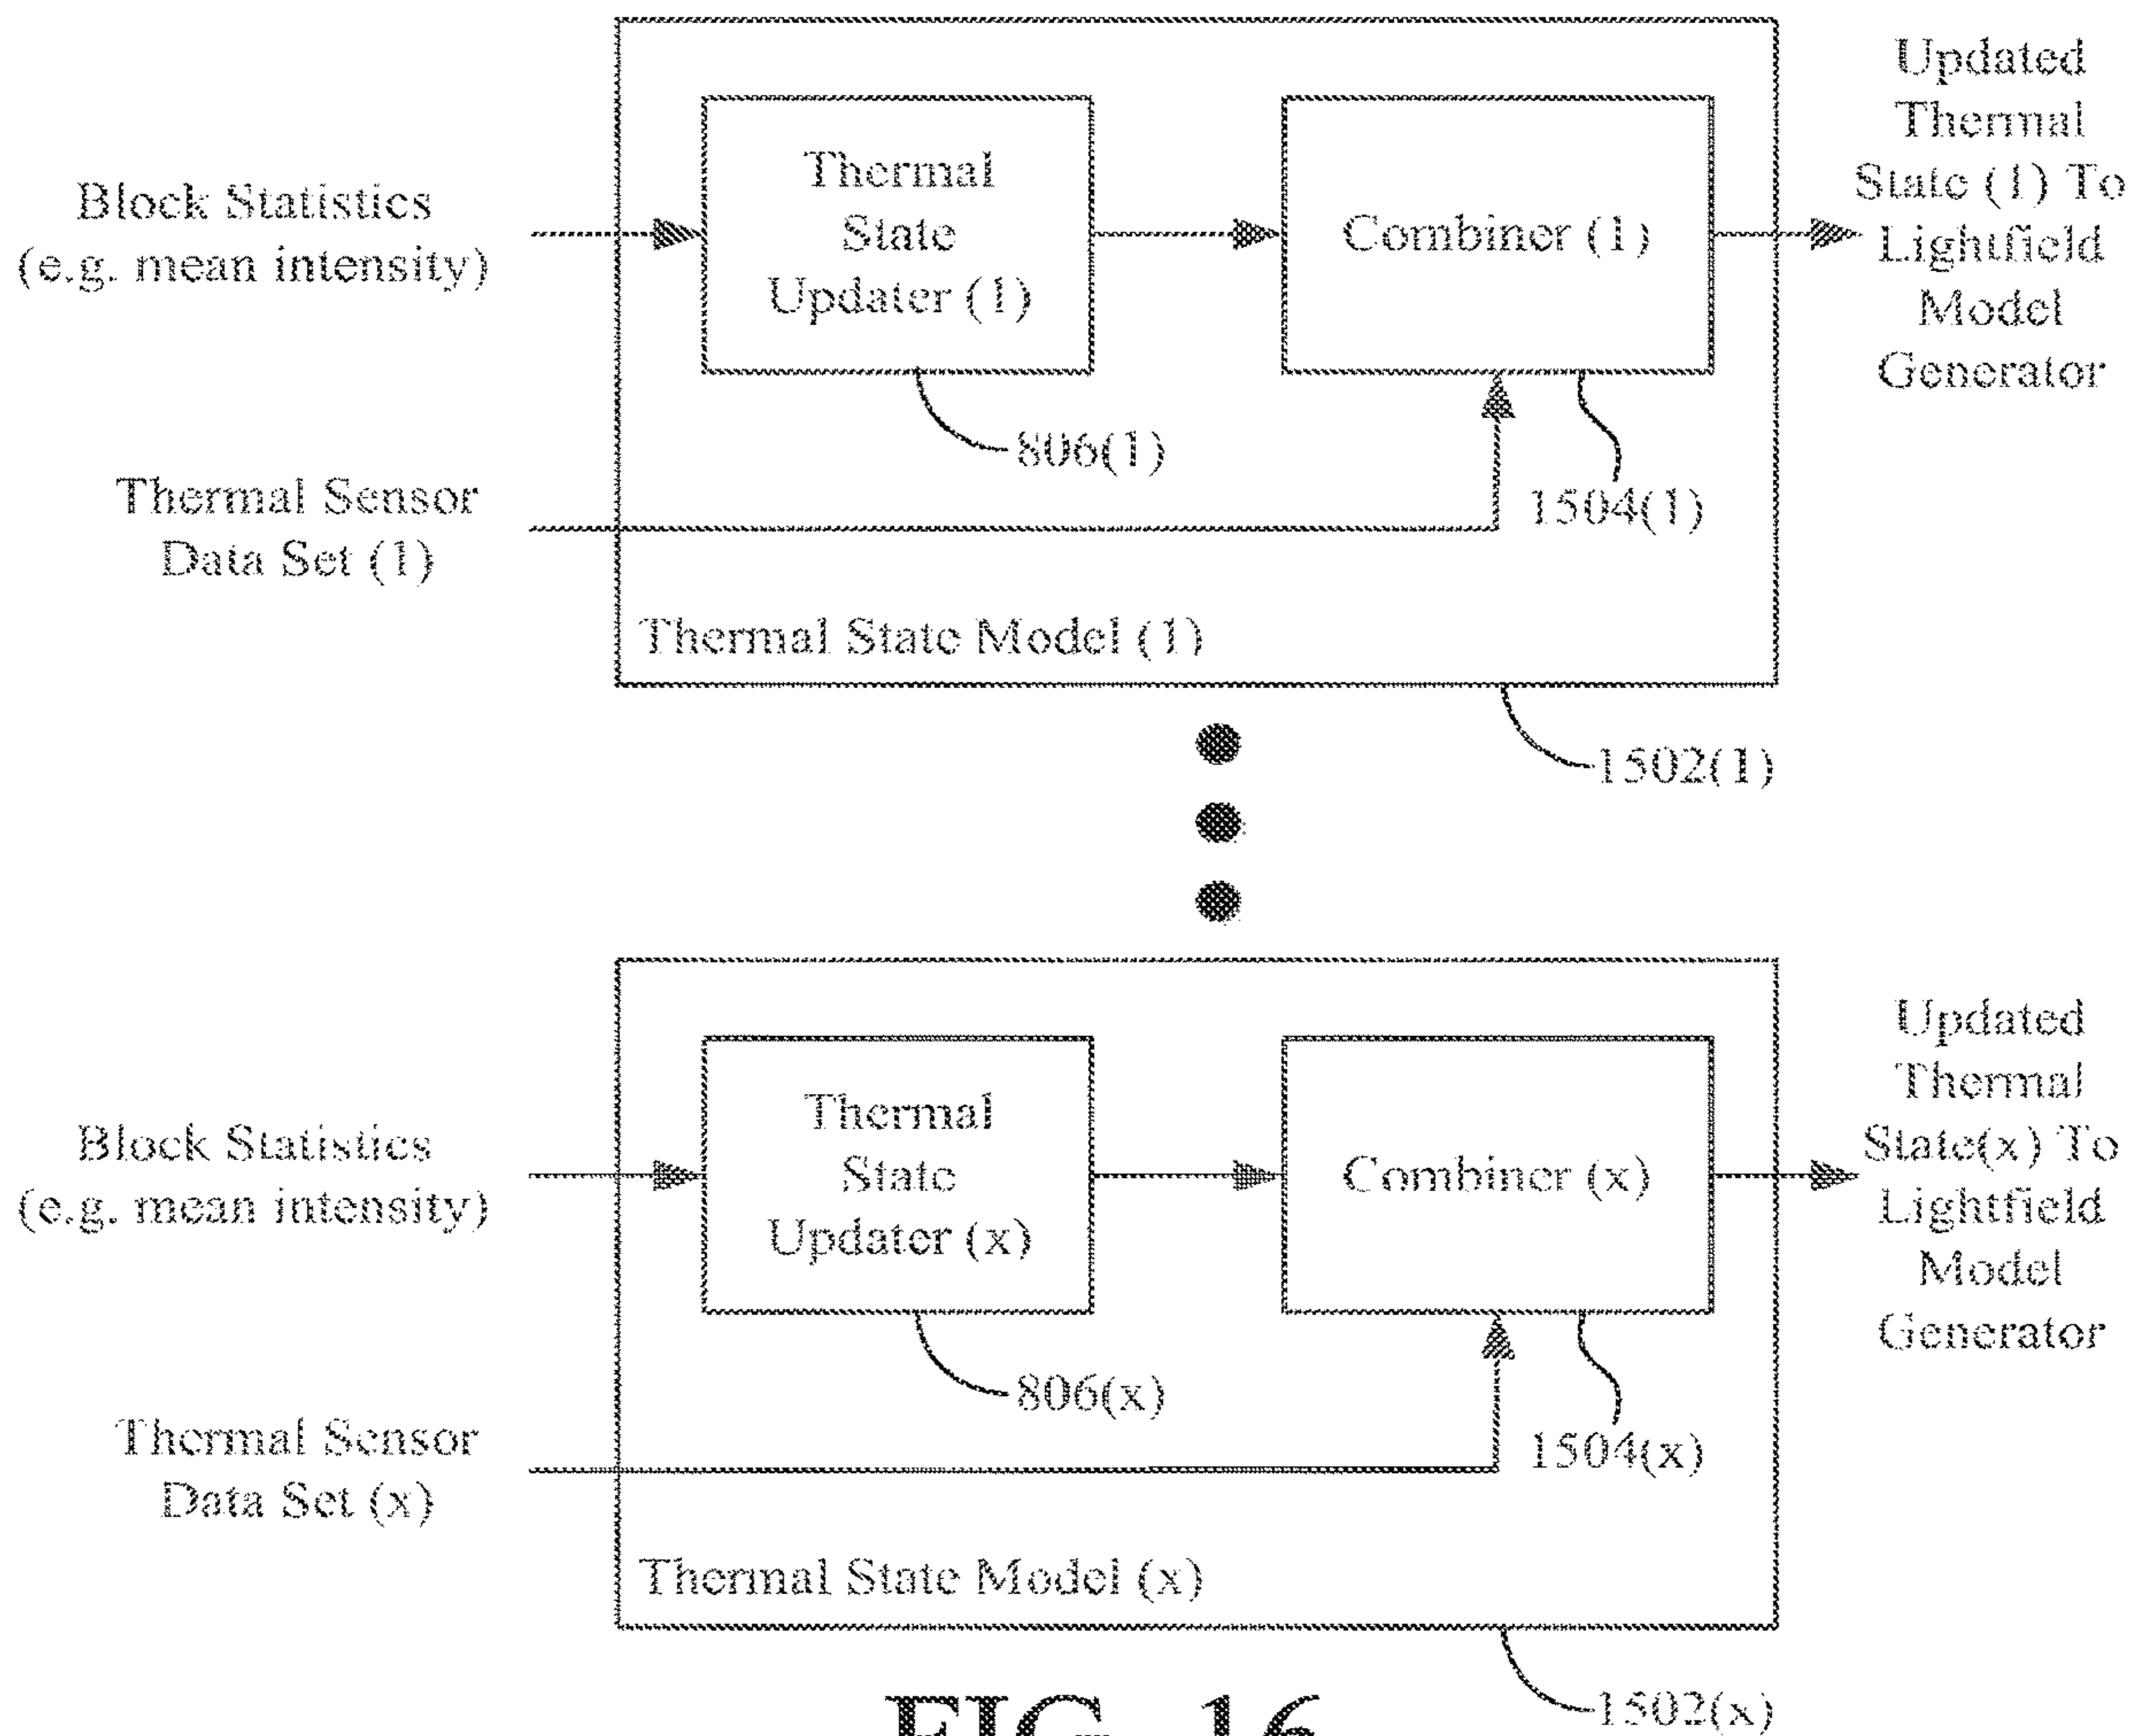 Block Statistics
(e.g. mean intensity)
Thermal
State
Updater (1)
Combiner (1)
Updated
Thermal
State (1) To
Lightfield
Model
Generator
806(1)
1504(1)
Thermal Sensor
Data Set (1)
Thermal State Model (1)
1502(1)
Block Statistics
(e.g. mean intensity)
Thermal
State
Updater (x)
Combiner (x)
Updated
Thermal
State(x) To
Lightfield
Model
Generator
806(x)
1504(x)
Thermal Sensor
Data Set (x)
Thermal State Model (x)
1502(x)
FIG. 16